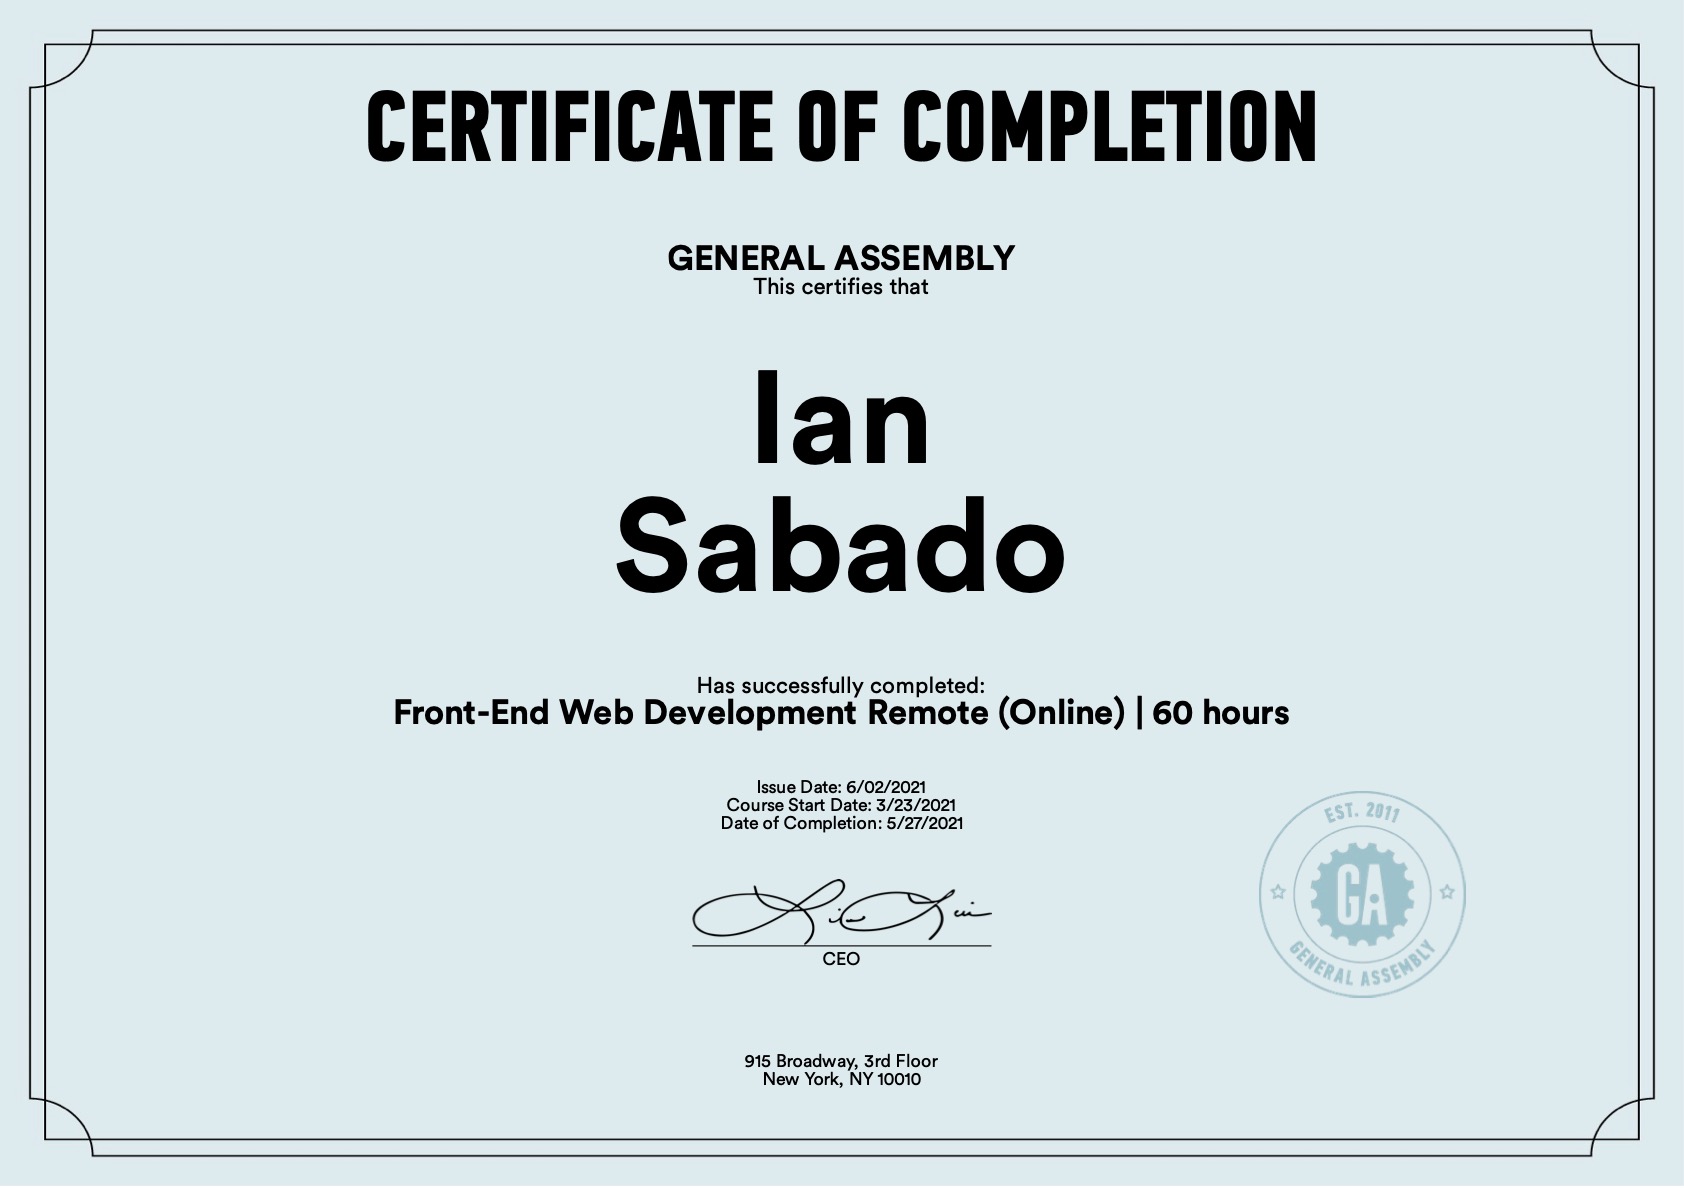 CERTIFICATE OF COMPLETION
GENERAL ASSEMBLY
This certifies that
Ian
Sabado
Has successfully completed:
Front-End Web Development Remote (Online) | 60 hours
Issue Date: 6/02/2021
Course Start Date: 3/23/2021
Date of Completion: 5/27/2021
CEO
EST. 2011
GA
GENERAL ASSEMBLY
915 Broadway, 3rd Floor
New York, NY 10010